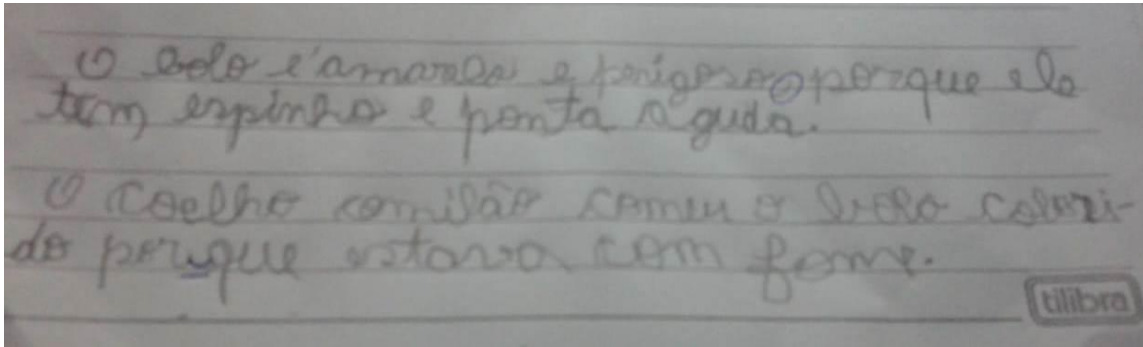 O bolo é amarelo e perigoso porque ele
tem espinho e ponta aguda.
O Coelho comilão comeu o bolo colori-
do porque estava com fome.
tilibra